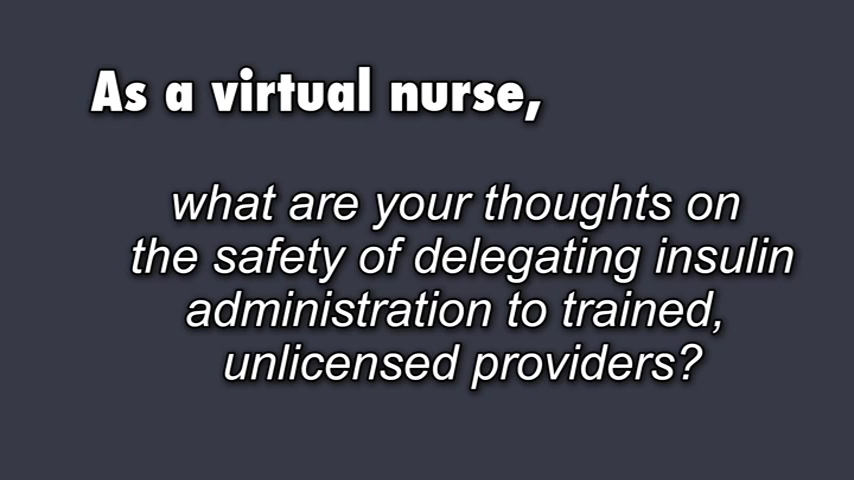 As a virtual nurse,
what are your thoughts on
the safety of delegating insulin
administration to trained,
unlicensed providers?